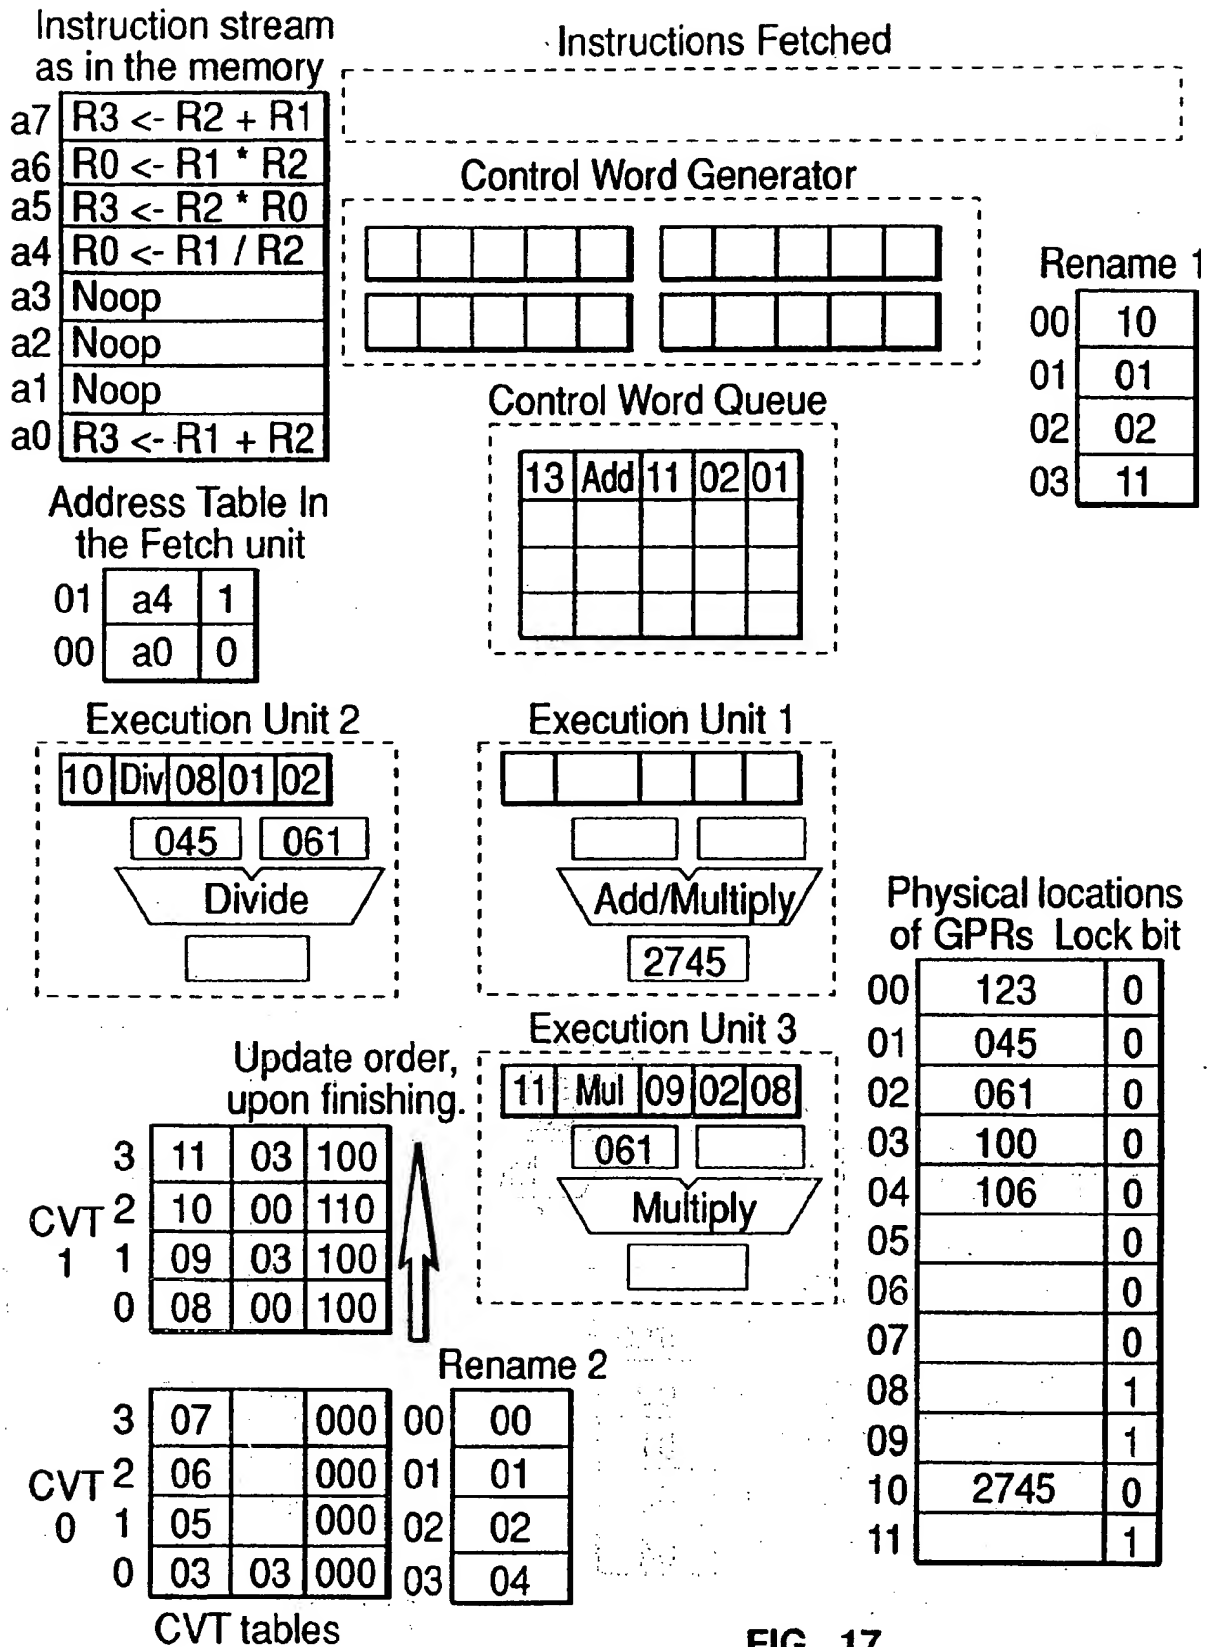 Instruction stream
as in the memory
a7 R3 <- R2 + R1
a6 R0 <- R1 * R2
a5 R3 <- R2 * R0
a4 R0 <- R1 / R2
a3 Noop
a2 Noop
a1 Noop
a0 R3 <- R1 + R2
Instructions Fetched
Control Word Generator
Rename 1
00 10
01 01
02 02
03 11
Control Word Queue
13 Add 11 02 01
Address Table In
the Fetch unit
01 a4 1
00 a0 0
Execution Unit 2
10 Div 08 01 02
045 061
Divide
Execution Unit 1
Add/Multiply
2745
Execution Unit 3
11 Mul 09 02 08
061
Multiply
Physical locations
of GPRs Lock bit
00 123 0
01 045 0
02 061 0
03 100 0
04 106 0
05 0
06 0
07 0
08 1
09 1
10 2745 0
11 1
Update order,
upon finishing.
CVT
1
3 11 03 100
2 10 00 110
1 09 03 100
0 08 00 100
CVT
0
3 07 000
2 06 000
1 05 000
0 03 03 000
CVT tables
Rename 2
00 00
01 01
02 02
03 04
FIG. 17